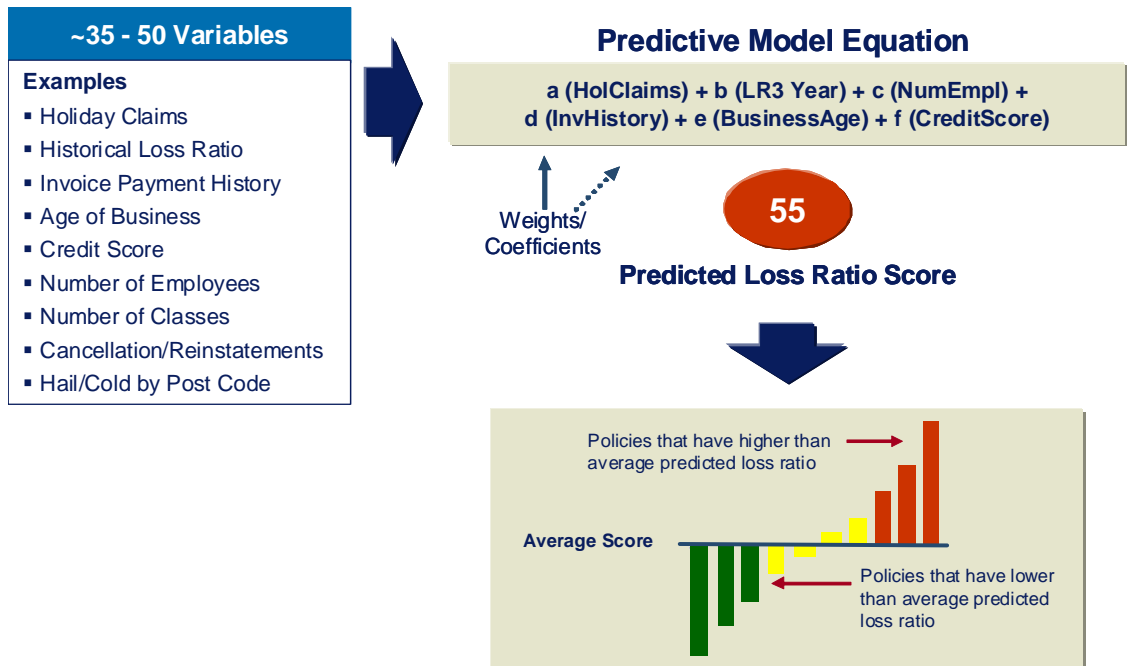 ~35 - 50 Variables
Examples
▪ Holiday Claims
▪ Historical Loss Ratio
▪ Invoice Payment History
▪ Age of Business
▪ Credit Score
▪ Number of Employees
▪ Number of Classes
▪ Cancellation/Reinstatements
▪ Hail/Cold by Post Code
Predictive Model Equation
a (HolClaims) + b (LR3 Year) + c (NumEmpl) +
d (InvHistory) + e (BusinessAge) + f (CreditScore)
Weights/
Coefficients
55
Predicted Loss Ratio Score
Policies that have higher than
average predicted loss ratio
Average Score
Policies that have lower
than average predicted
loss ratio